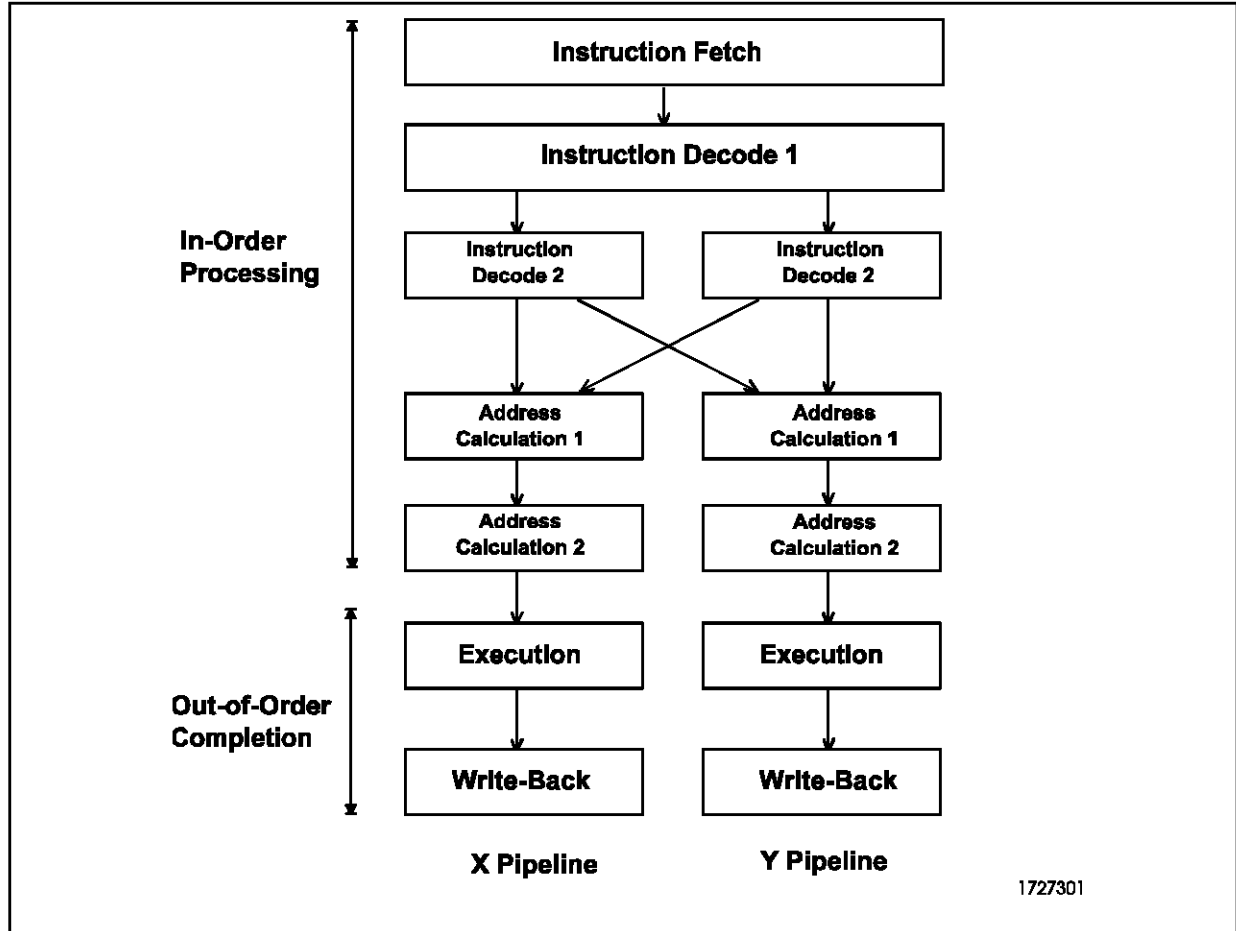 Instruction Fetch
Instruction Decode 1
In-Order
Processing
Instruction
Decode 2
Instruction
Decode 2
Address
Calculation 1
Address
Calculation 1
Address
Calculation 2
Address
Calculation 2
Out-of-Order
Completion
Execution
Execution
Write-Back
Write-Back
X Pipeline
Y Pipeline
1727301